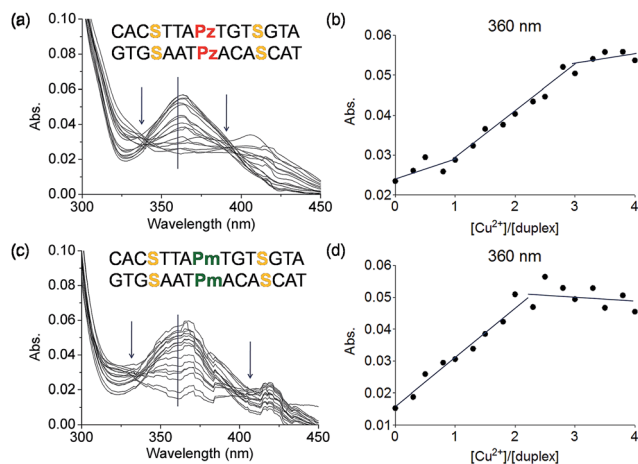 (a)
CACSTTAPzTGTSGTA
GTGSAATPzACASCAT
0.10
0.08
0.06
0.04
0.02
0.00
Abs.
300 350 400 450
Wavelength (nm)
(b)
360 nm
0.06
0.05
0.04
0.03
0.02
Abs.
0 1 2 3 4
[Cu²⁺]/[duplex]
(c)
CACSTTAPmTGTSGTA
GTGSAATPmACASCAT
0.10
0.08
0.06
0.04
0.02
0.00
Abs.
300 350 400 450
Wavelength (nm)
(d)
360 nm
0.06
0.05
0.04
0.03
0.02
0.01
Abs.
0 1 2 3 4
[Cu²⁺]/[duplex]